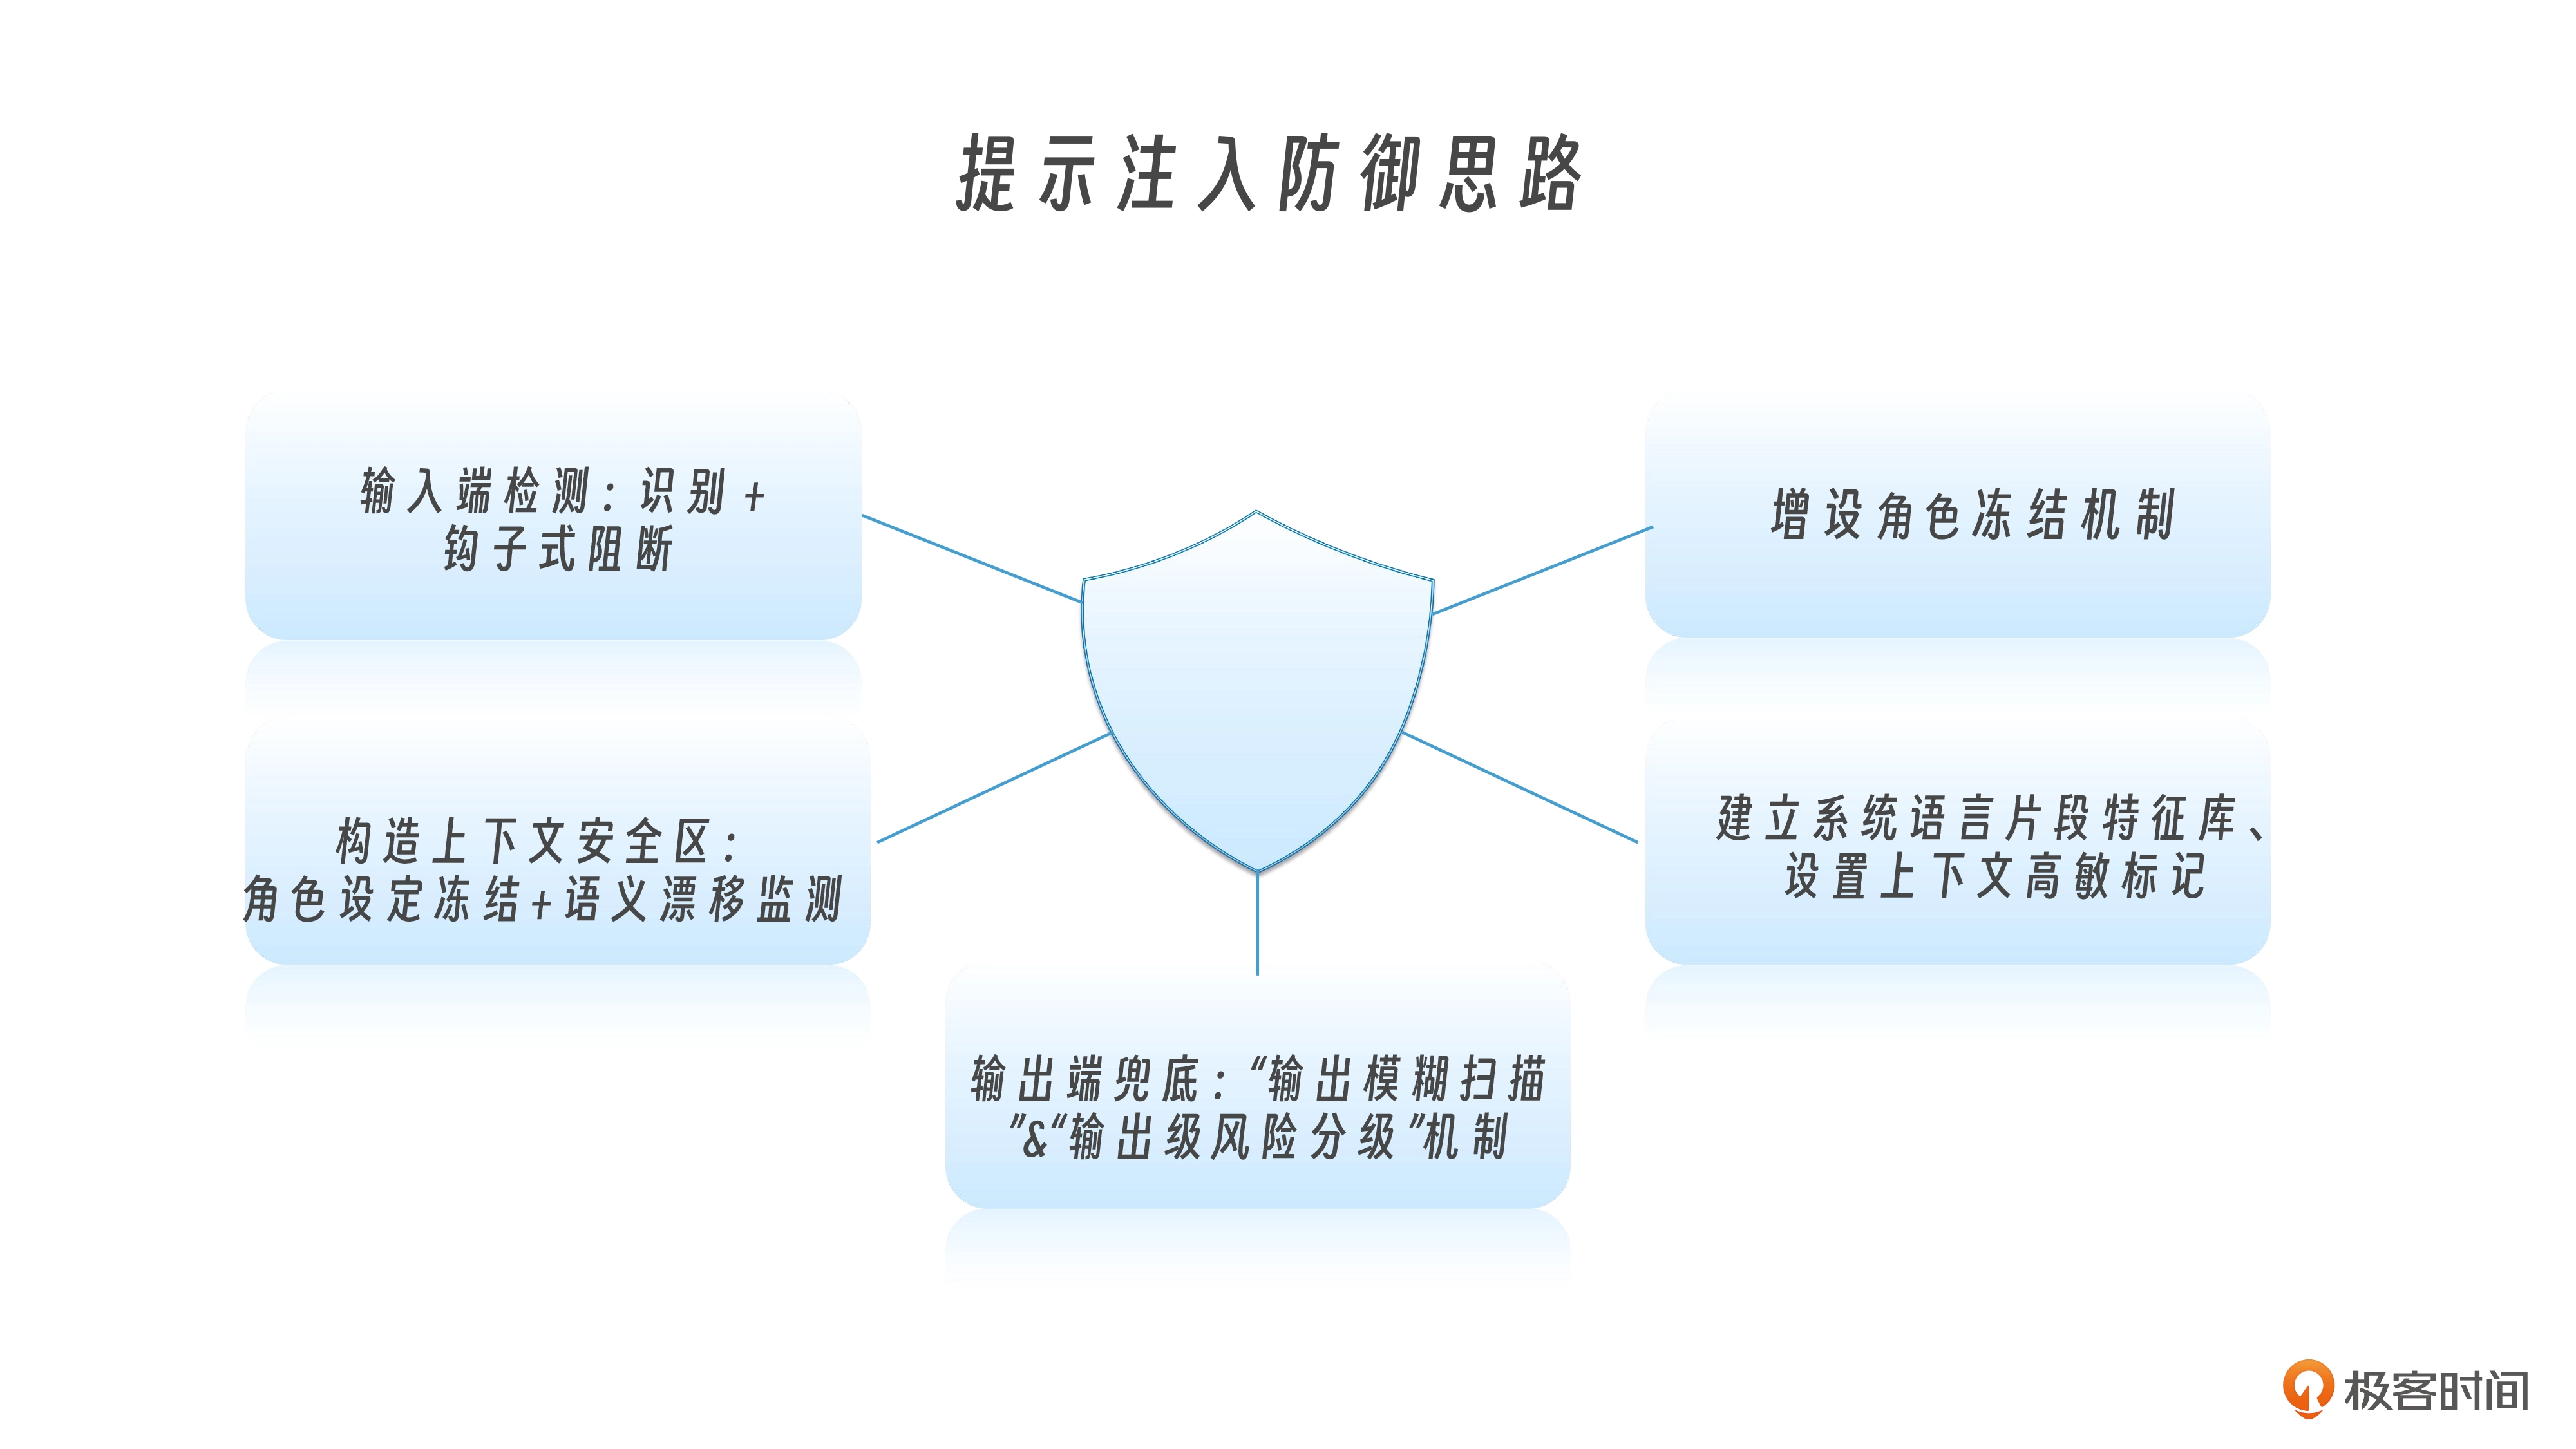 提示注入防御思路
输入端检测：识别+
钩子式阻断
增设角色冻结机制
构造上下文安全区：
角色设定冻结+语义漂移监测
建立系统语言片段特征库、
设置上下文高敏标记
输出端兜底：“输出模糊扫描
”&“输出级风险分级”机制
极客时间